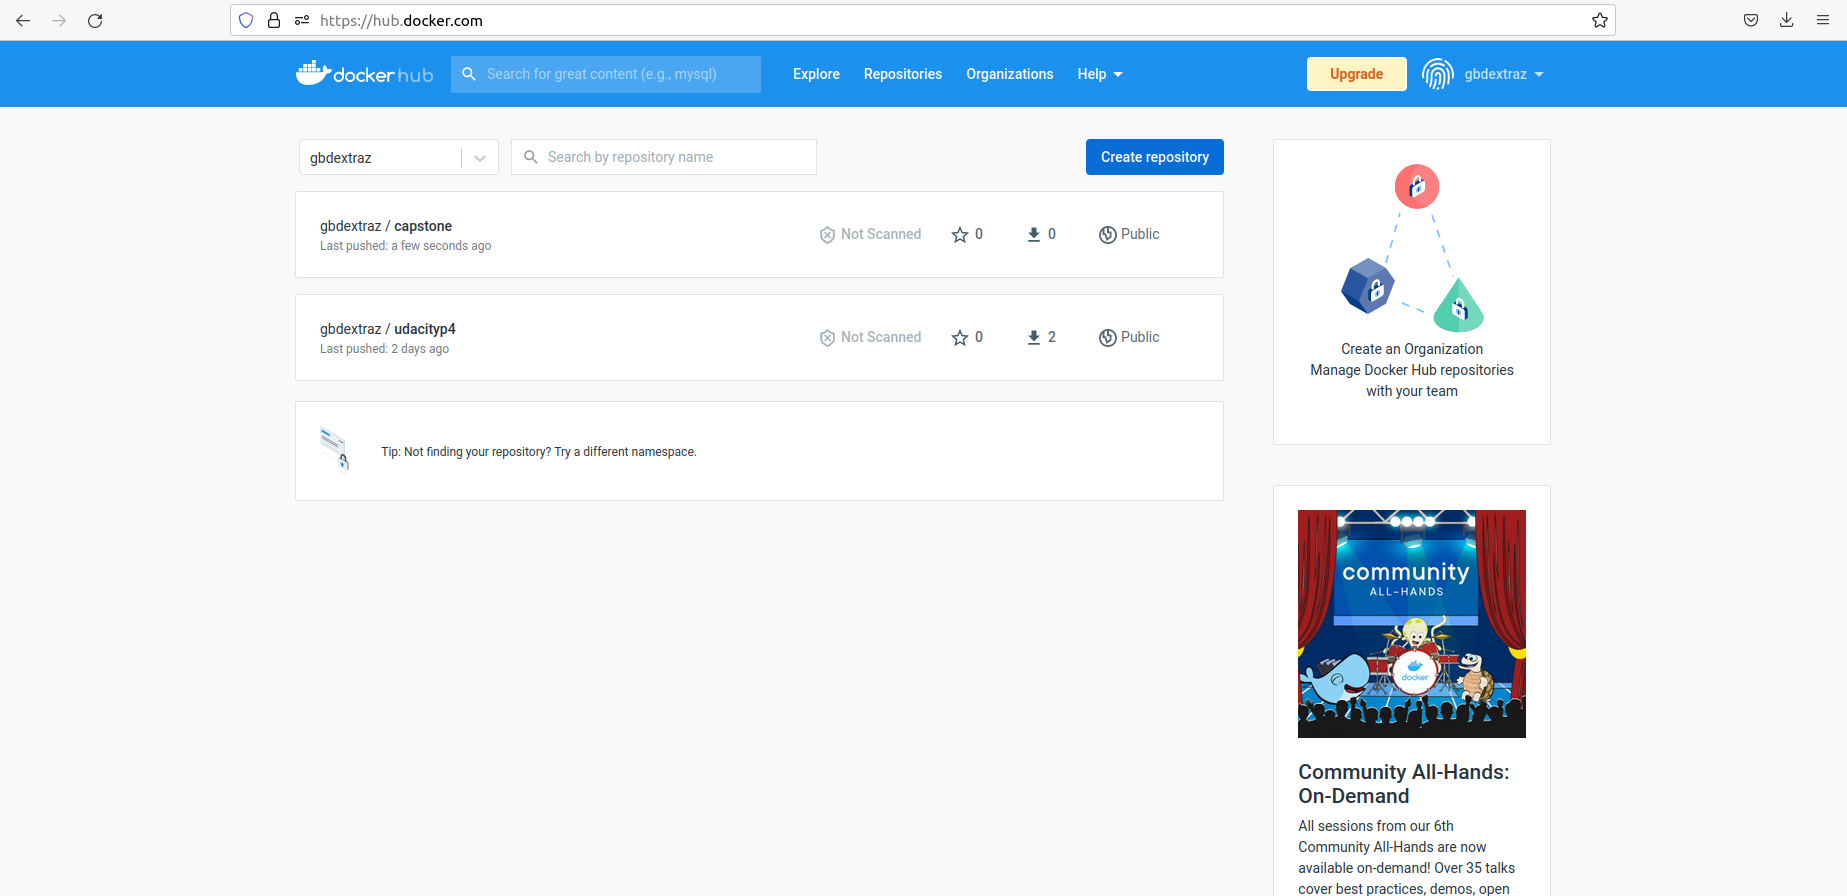 https://hub.docker.com
docker hub
Search for great content (e.g., mysql)
Explore
Repositories
Organizations
Help
Upgrade
gbdextraz
gbdextraz
Search by repository name
Create repository
gbdextraz / capstone
Last pushed: a few seconds ago
Not Scanned
0
0
Public
gbdextraz / udacityp4
Last pushed: 2 days ago
Not Scanned
0
2
Public
Tip: Not finding your repository? Try a different namespace.
Create an Organization
Manage Docker Hub repositories
with your team
community
ALL-HANDS
docker
Community All-Hands:
On-Demand
All sessions from our 6th
Community All-Hands are now
available on-demand! Over 35 talks
cover best practices, demos, open